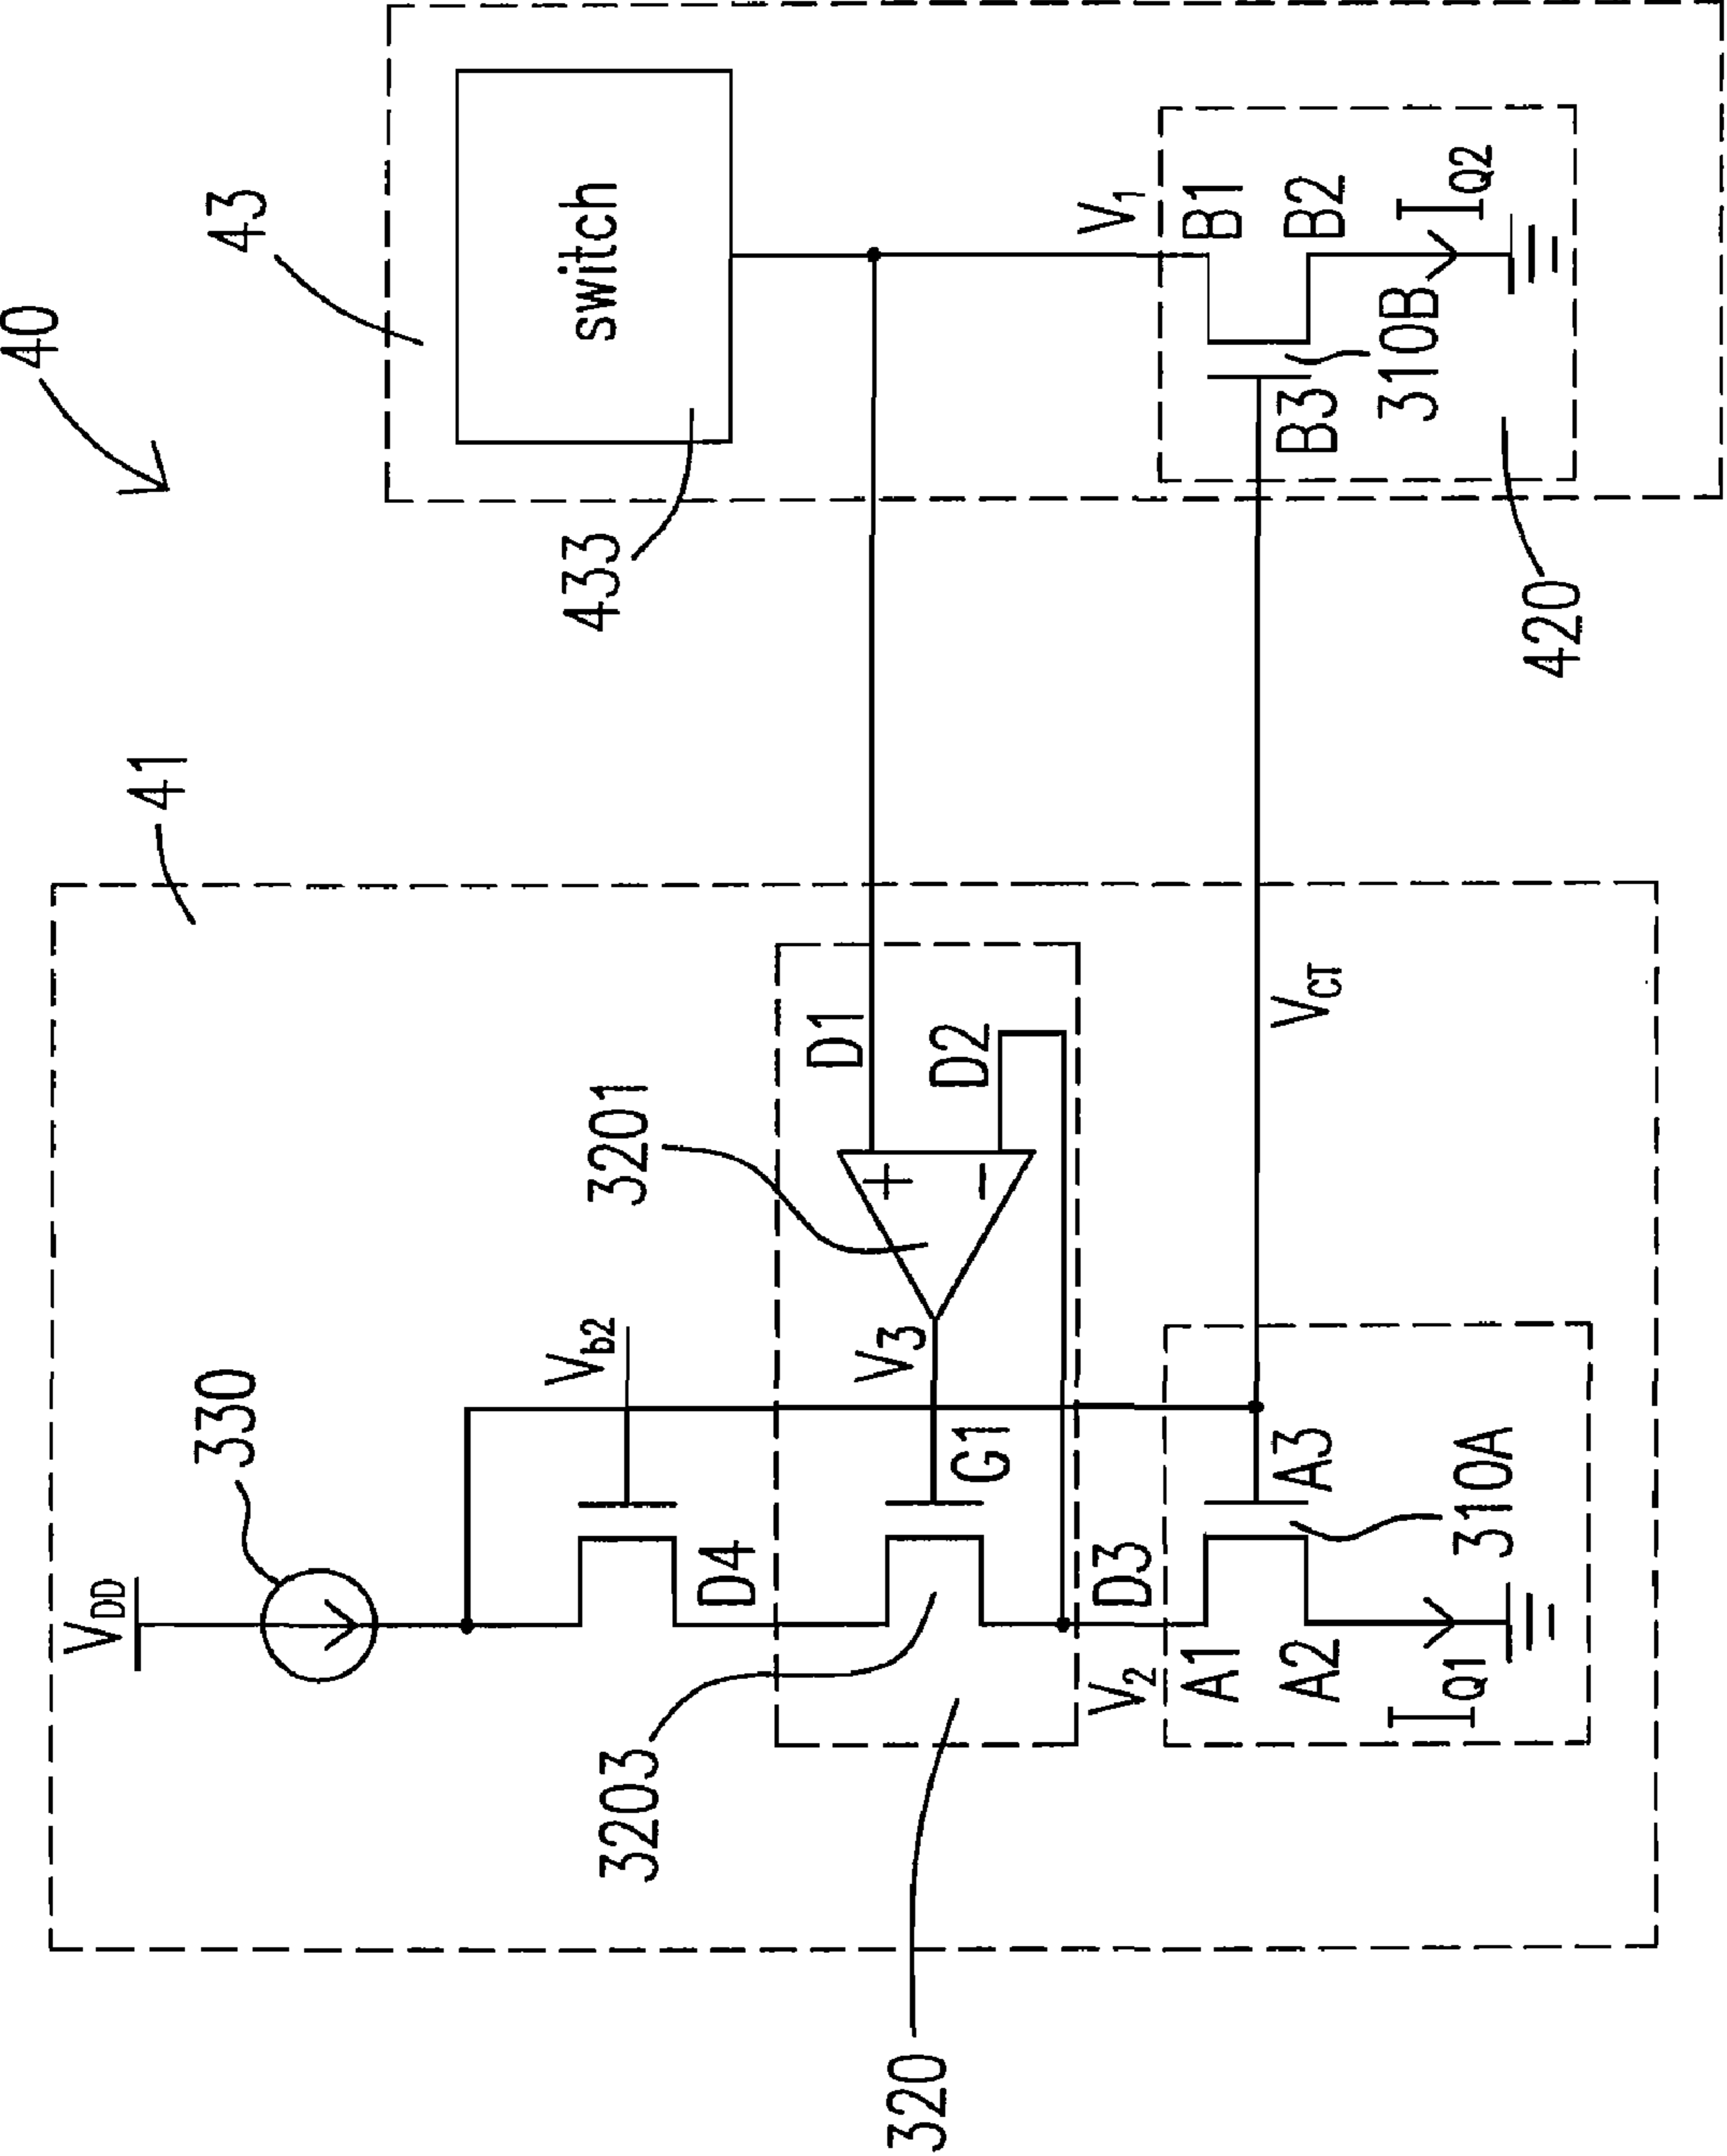 40
43
switch
433
V1
B1
B2
B3
310B
IQ2
420
41
VDD
330
Vb2
3201
D1
D2
V3
G1
D4
3203
320
D3
V2
A1
A2
A3
310A
IQ1
VCT